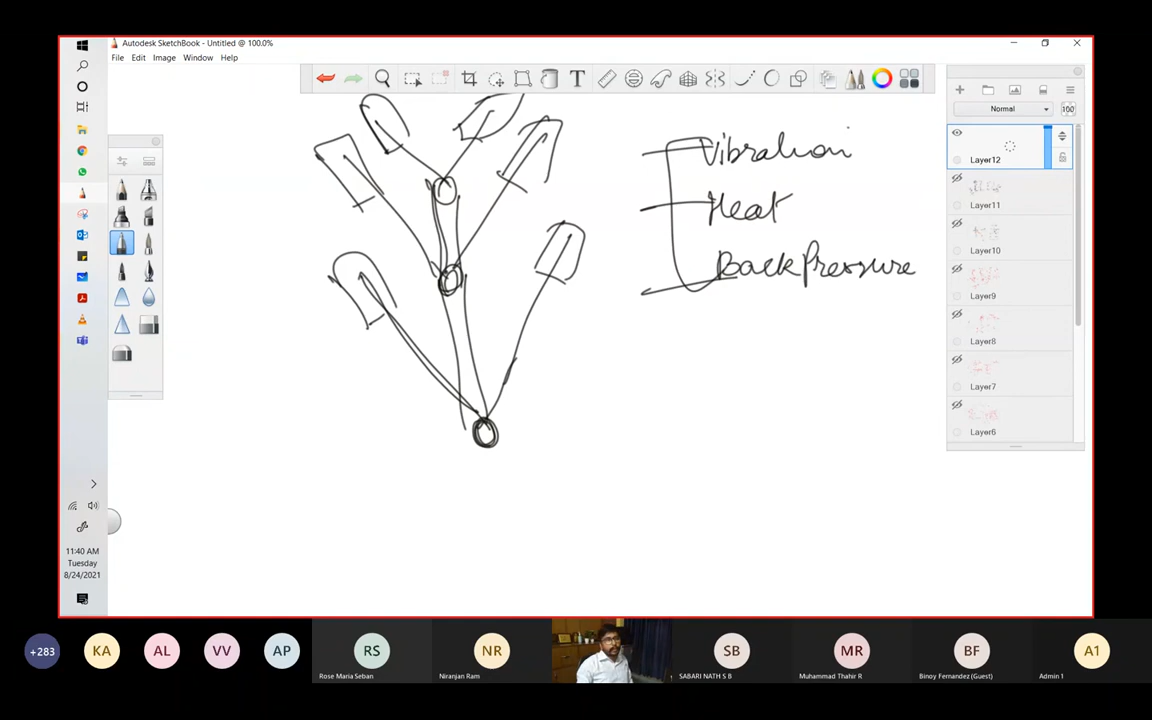 Autodesk SketchBook - Untitled @ 100.0%
File Edit Image Window Help
T
Normal
100
Layer12
Layer11
Layer10
Layer9
Layer8
Layer7
Layer6
Vibration
Heat
Back Pressure
11:40 AM
Tuesday
8/24/2021
+283
KA
AL
VV
AP
RS
Rose Maria Seban
NR
Niranjan Ram
SB
SABARI NATH S B
MR
Muhammad Thahir R
BF
Binoy Fernandez (Guest)
A1
Admin 1